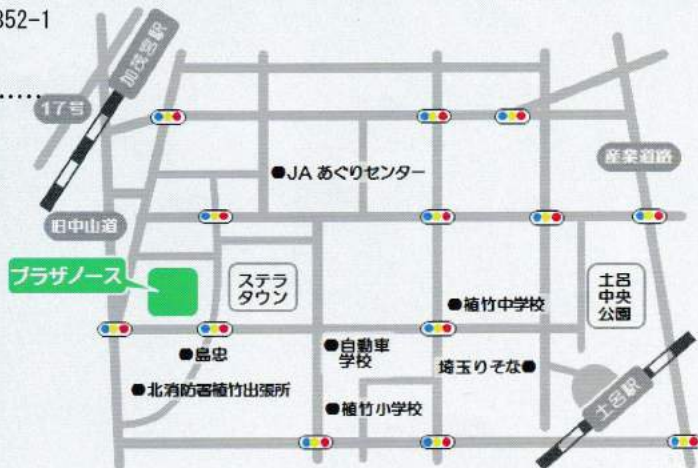 352-1
加茂宮駅
17号
産業道路
●JA あぐりセンター
旧中山道
プラザノース
ステラ
タウン
土呂
中央
公園
●植竹中学校
●島忠
●自動車
学校
埼玉りそな●
●北消防署植竹出張所
●植竹小学校
土呂駅